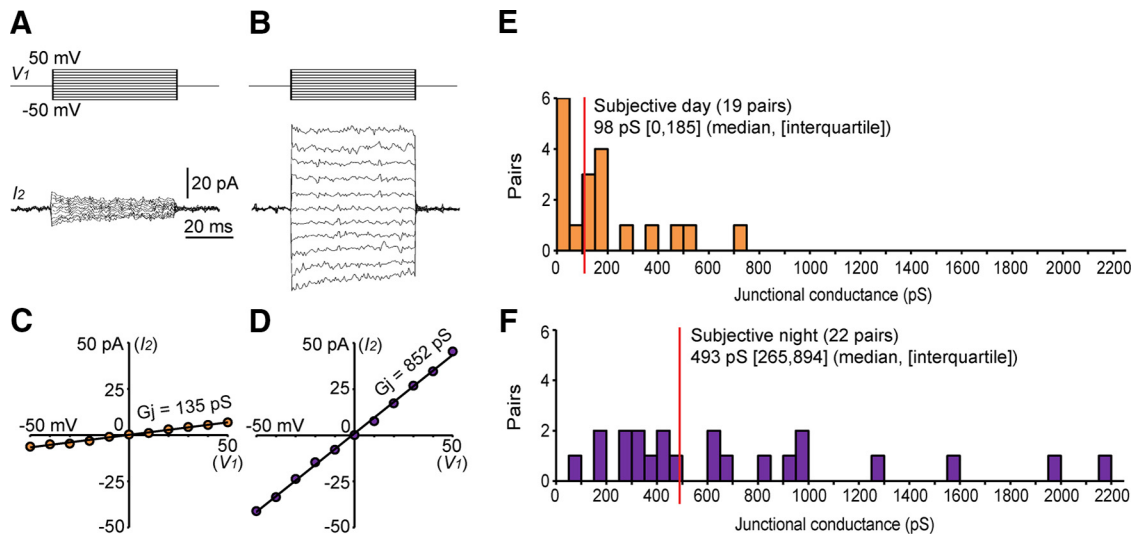 A
50 mV
V1
-50 mV
I2
20 pA
20 ms
B
C
50 pA (I2)
25
-50 mV
0
Gj = 135 pS
50
(V1)
-25
-50
D
50 pA (I2)
25
-50 mV
0
Gj = 852 pS
50
(V1)
-25
-50
E
Subjective day (19 pairs)
98 pS [0,185] (median, [interquartile])
Pairs
6
4
2
0
0 200 400 600 800 1000 1200 1400 1600 1800 2000 2200
Junctional conductance (pS)
F
Subjective night (22 pairs)
493 pS [265,894] (median, [interquartile])
Pairs
6
4
2
0
0 200 400 600 800 1000 1200 1400 1600 1800 2000 2200
Junctional conductance (pS)